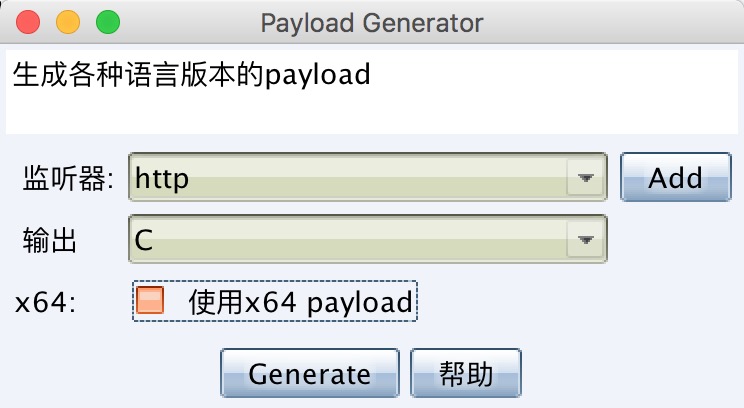 Payload Generator
生成各种语言版本的payload
监听器: http Add
输出 C
x64: 使用x64 payload
Generate 帮助